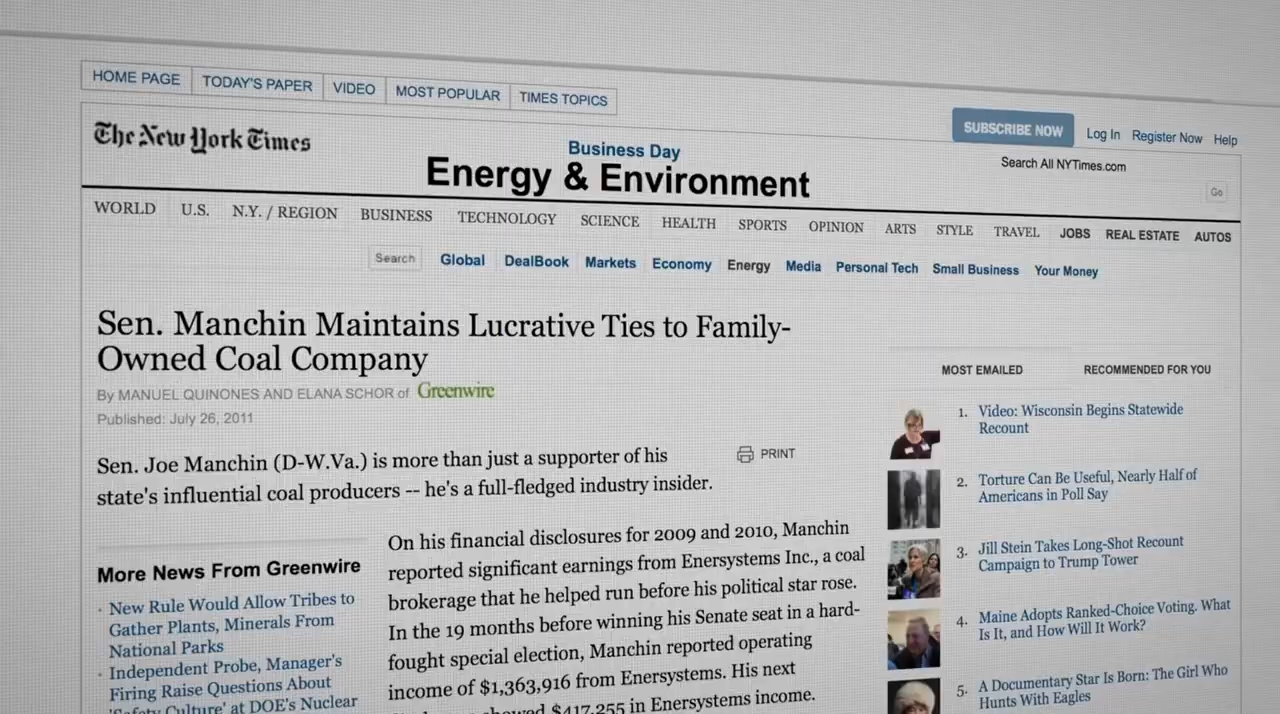 HOME PAGE
TODAY'S PAPER
VIDEO
MOST POPULAR
TIMES TOPICS
The New York Times
Business Day
Energy & Environment
SUBSCRIBE NOW
Log In
Register Now
Help
Search All NYTimes.com
Go
WORLD
U.S.
N.Y. / REGION
BUSINESS
TECHNOLOGY
SCIENCE
HEALTH
SPORTS
OPINION
ARTS
STYLE
TRAVEL
JOBS
REAL ESTATE
AUTOS
Search
Global
DealBook
Markets
Economy
Energy
Media
Personal Tech
Small Business
Your Money
Sen. Manchin Maintains Lucrative Ties to Family-
Owned Coal Company
By MANUEL QUINONES AND ELANA SCHOR of Greenwire
Published: July 26, 2011
Sen. Joe Manchin (D-W.Va.) is more than just a supporter of his
state's influential coal producers -- he's a full-fledged industry insider.
PRINT
More News From Greenwire
· New Rule Would Allow Tribes to
Gather Plants, Minerals From
National Parks
· Independent Probe, Manager's
Firing Raise Questions About
'Safety Culture' at DOE's Nuclear
On his financial disclosures for 2009 and 2010, Manchin
reported significant earnings from Enersystems Inc., a coal
brokerage that he helped run before his political star rose.
In the 19 months before winning his Senate seat in a hard-
fought special election, Manchin reported operating
income of $1,363,916 from Enersystems. His next
showed $417,255 in Enersystems income.
MOST EMAILED
RECOMMENDED FOR YOU
1. Video: Wisconsin Begins Statewide
Recount
2. Torture Can Be Useful, Nearly Half of
Americans in Poll Say
3. Jill Stein Takes Long-Shot Recount
Campaign to Trump Tower
4. Maine Adopts Ranked-Choice Voting. What
Is It, and How Will It Work?
5. A Documentary Star Is Born: The Girl Who
Hunts With Eagles